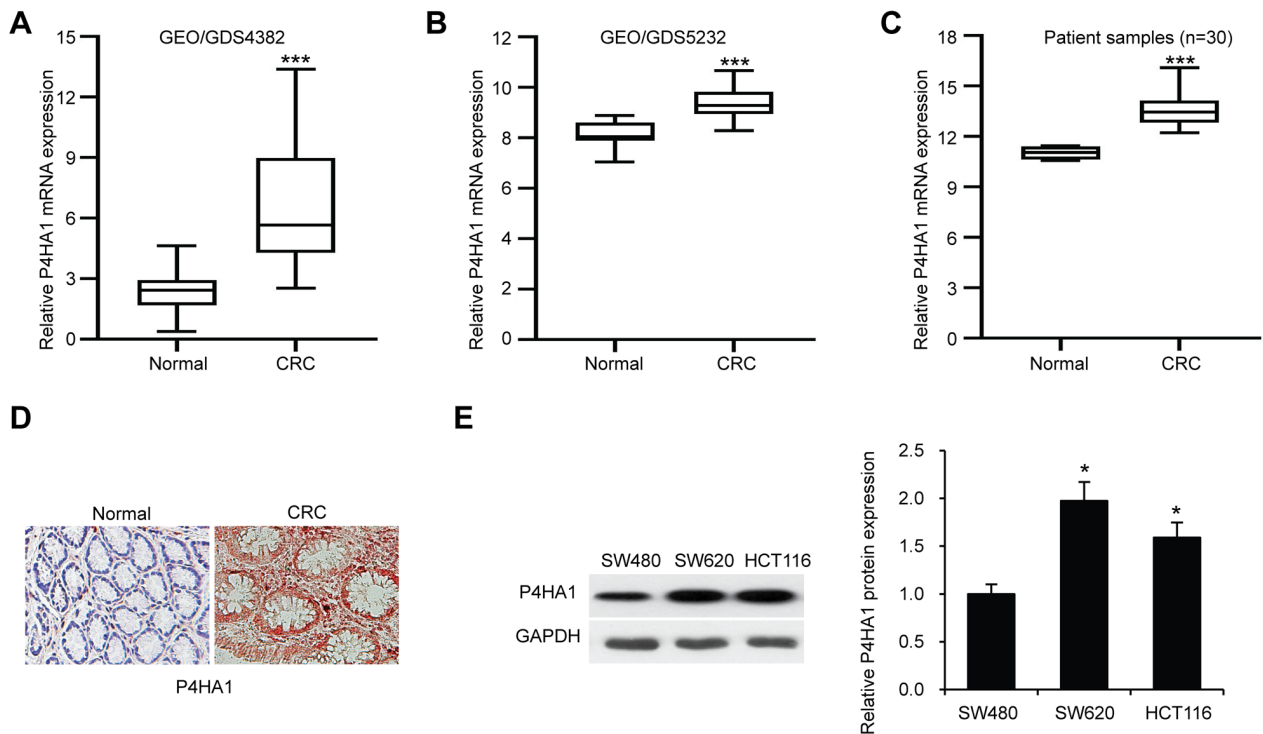 A
GEO/GDS4382
Relative P4HA1 mRNA expression
15
12
9
6
3
0
***
Normal
CRC
B
GEO/GDS5232
Relative P4HA1 mRNA expression
12
10
8
6
4
2
0
***
Normal
CRC
C
Patient samples (n=30)
Relative P4HA1 mRNA expression
18
15
12
9
6
3
0
***
Normal
CRC
D
Normal
CRC
P4HA1
E
SW480 SW620 HCT116
P4HA1
GAPDH
Relative P4HA1 protein expression
2.5
2.0
1.5
1.0
0.5
0.0
*
*
SW480
SW620
HCT116